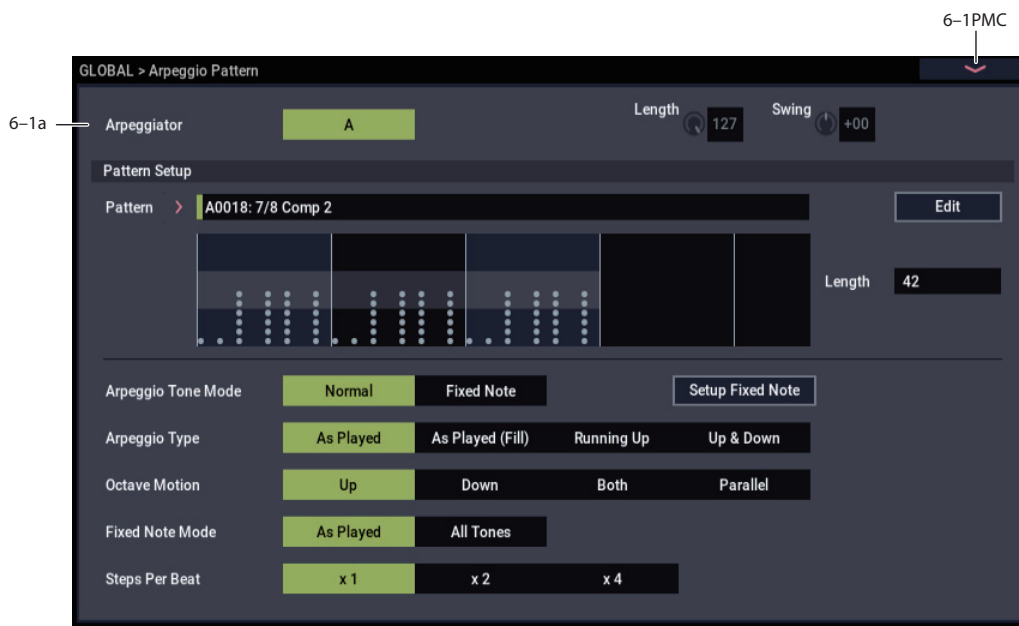 6–1PMC
GLOBAL > Arpeggio Pattern
6–1a
Arpeggiator A Length 127 Swing +00
Pattern Setup
Pattern > A0018: 7/8 Comp 2 Edit
Length 42
Arpeggio Tone Mode Normal Fixed Note Setup Fixed Note
Arpeggio Type As Played As Played (Fill) Running Up Up & Down
Octave Motion Up Down Both Parallel
Fixed Note Mode As Played All Tones
Steps Per Beat x 1 x 2 x 4